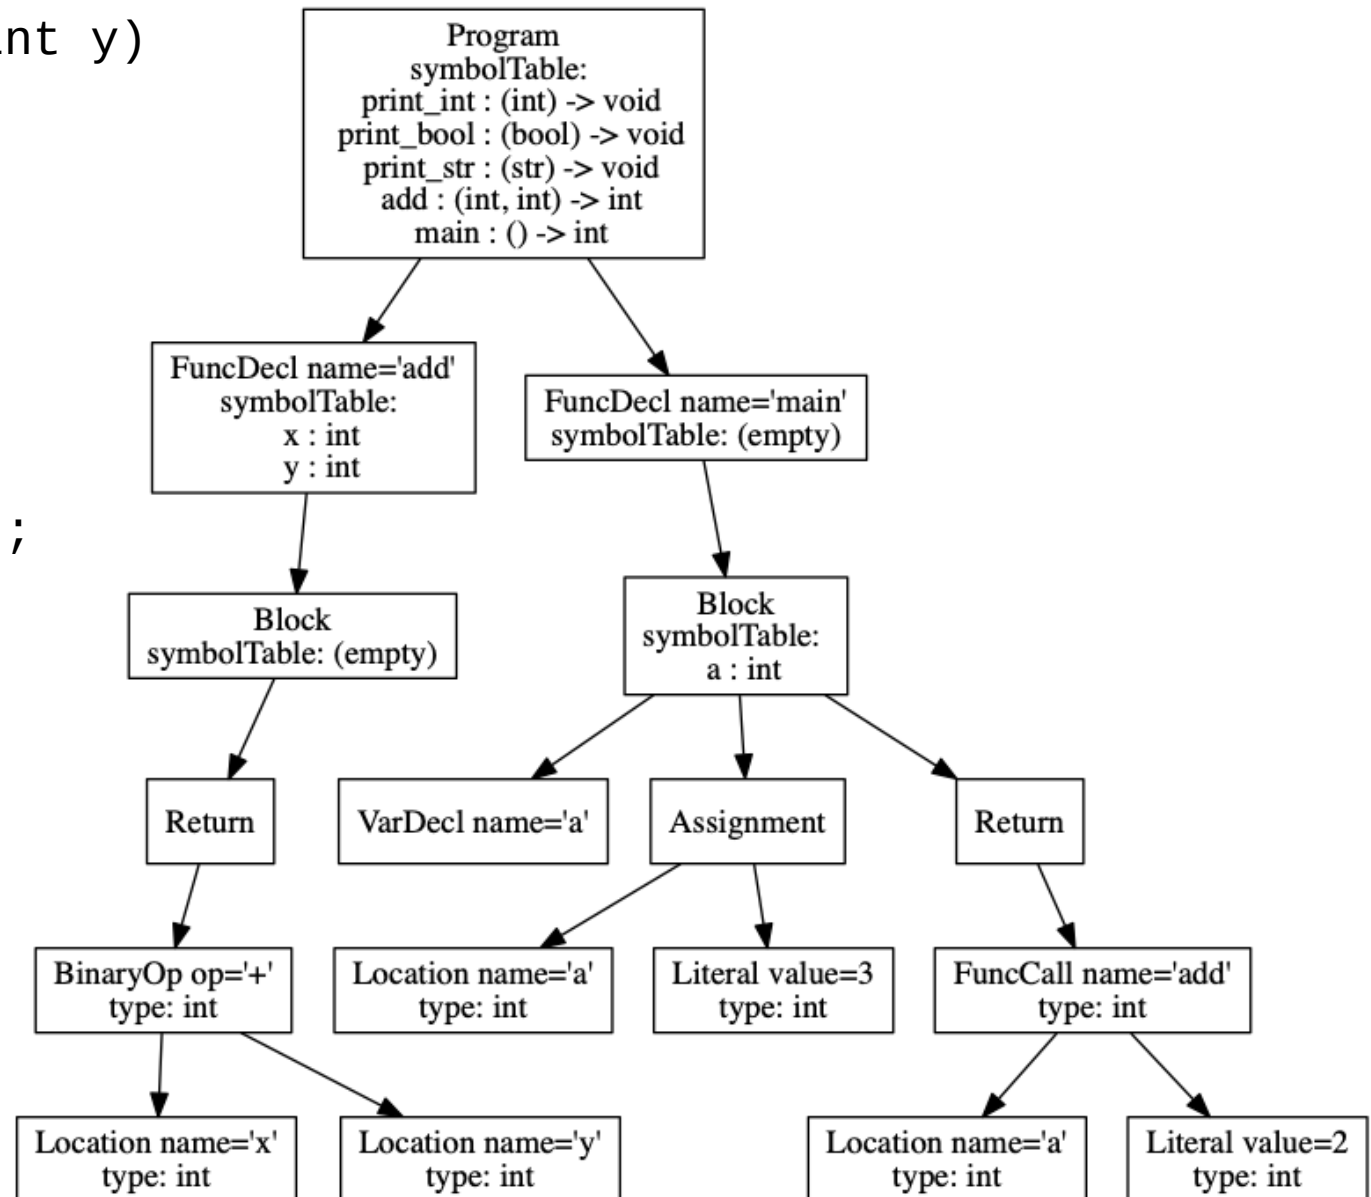 int y)
;
Program
symbolTable:
print_int : (int) -> void
print_bool : (bool) -> void
print_str : (str) -> void
add : (int, int) -> int
main : () -> int
FuncDecl name='add'
symbolTable:
x : int
y : int
FuncDecl name='main'
symbolTable: (empty)
Block
symbolTable: (empty)
Block
symbolTable:
a : int
Return
VarDecl name='a'
Assignment
Return
BinaryOp op='+'
type: int
Location name='a'
type: int
Literal value=3
type: int
FuncCall name='add'
type: int
Location name='x'
type: int
Location name='y'
type: int
Location name='a'
type: int
Literal value=2
type: int